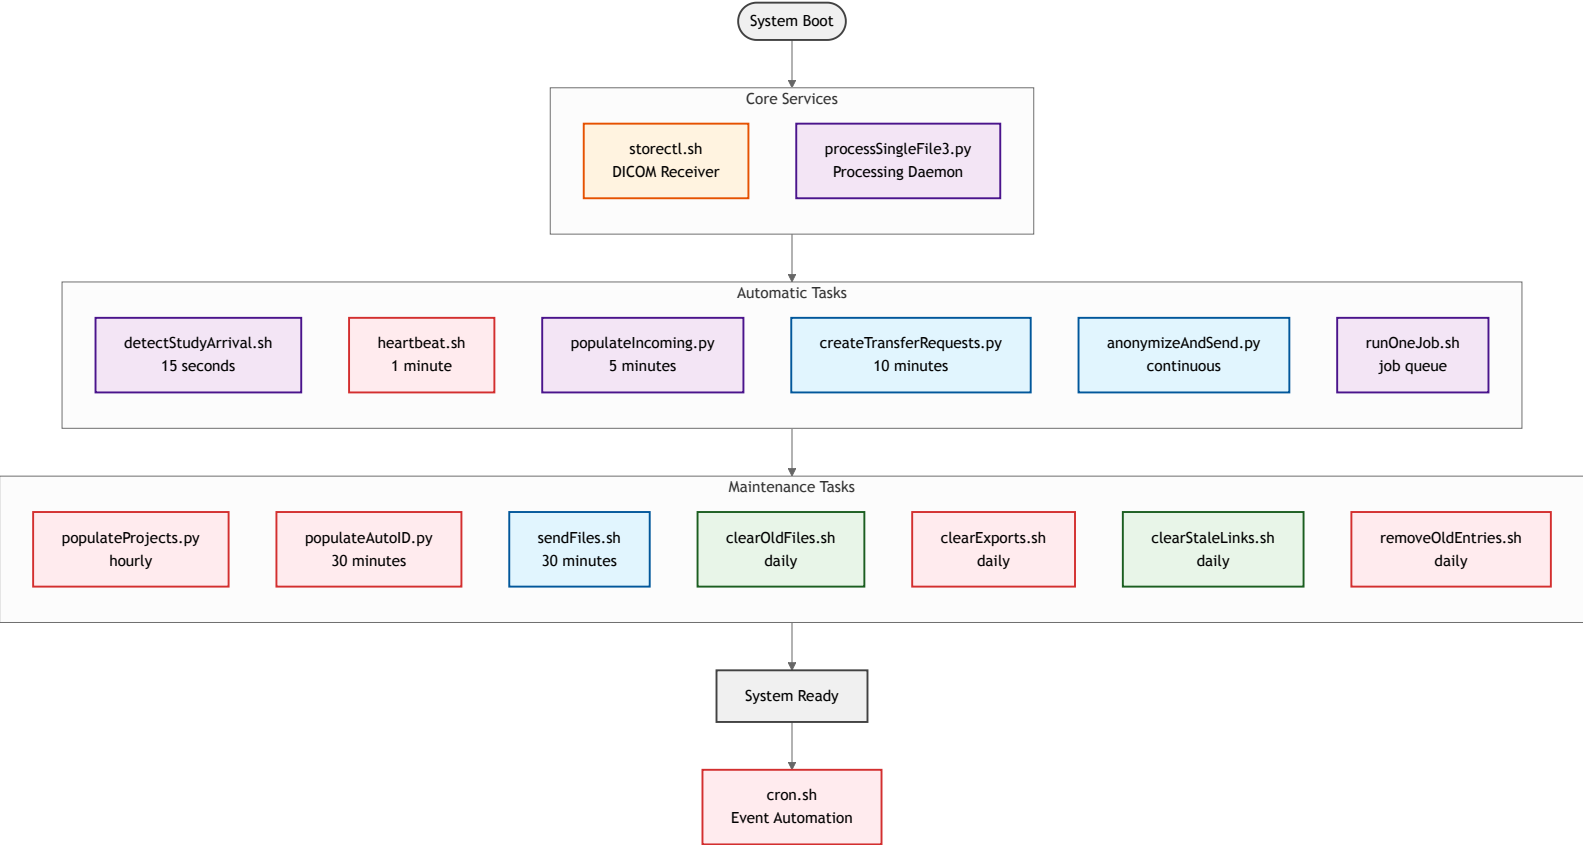 System Boot
Core Services
storectl.sh
DICOM Receiver
processSingleFile3.py
Processing Daemon
Automatic Tasks
detectStudyArrival.sh
15 seconds
heartbeat.sh
1 minute
populateIncoming.py
5 minutes
createTransferRequests.py
10 minutes
anonymizeAndSend.py
continuous
runOneJob.sh
job queue
Maintenance Tasks
populateProjects.py
hourly
populateAutoID.py
30 minutes
sendFiles.sh
30 minutes
clearOldFiles.sh
daily
clearExports.sh
daily
clearStaleLinks.sh
daily
removeOldEntries.sh
daily
System Ready
cron.sh
Event Automation